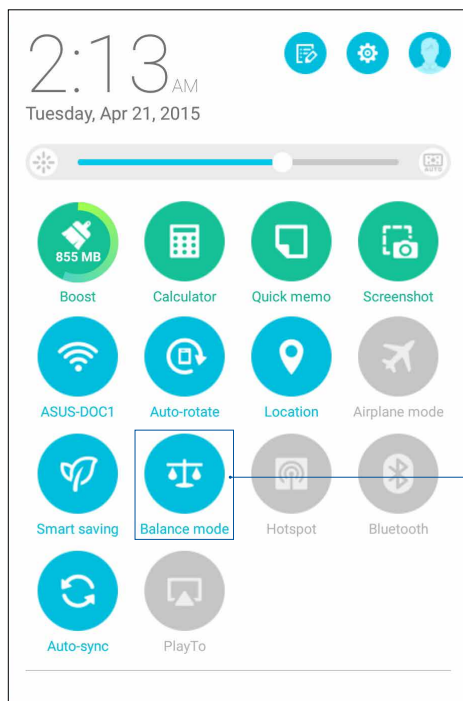 2:13 AM
Tuesday, Apr 21, 2015
AUTO
855 MB
Boost Calculator Quick memo Screenshot
ASUS-DOC1 Auto-rotate Location Airplane mode
Smart saving Balance mode Hotspot Bluetooth
Auto-sync PlayTo